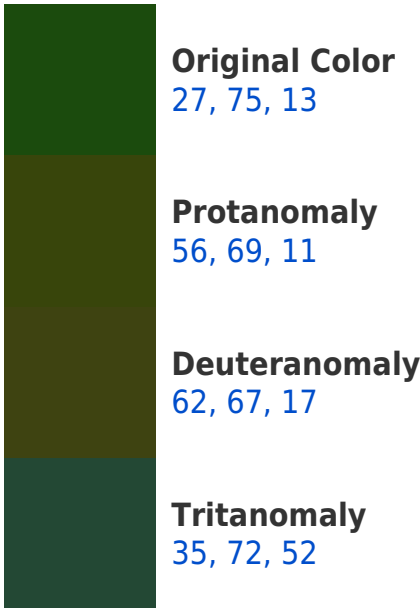 Original Color
27, 75, 13
Protanomaly
56, 69, 11
Deuteranomaly
62, 67, 17
Tritanomaly
35, 72, 52